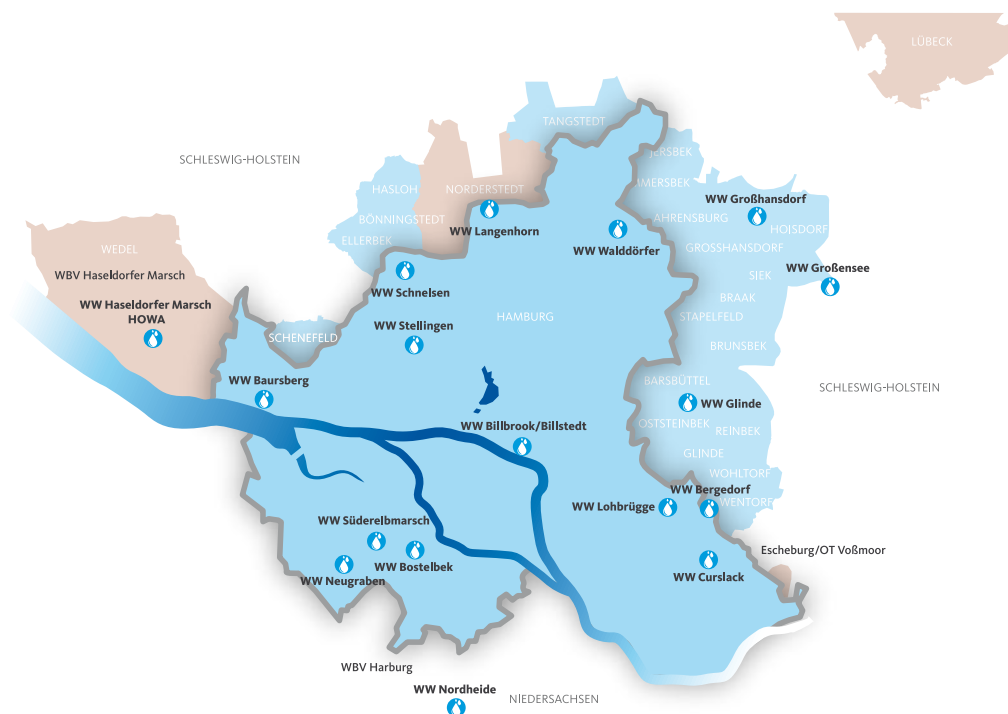 LÜBECK
TANGSTEDT
SCHLESWIG-HOLSTEIN
JERSBEK
AMMERSBEK
HASLOH
NORDERSTEDT
WW Großhansdorf
BÖNNINGSTEDT
AHRENSBURG
HOISDORF
WW Langenhorn
ELLERBEK
WW Walddörfer
GROSSHANSDORF
WEDEL
WW Großensee
WBV Haseldorfer Marsch
SIEK
WW Schnelsen
BRAAK
WW Haseldorfer Marsch
HOWA
HAMBURG
STAPELFELD
WW Stellingen
SCHENEFELD
BRUNSBEK
WW Baursberg
BARSBÜTTEL
SCHLESWIG-HOLSTEIN
WW Glinde
OSTSTEINBEK
WW Billbrook/Billstedt
REINBEK
GLINDE
WOHLTORF
WW Bergedorf
WENTORF
WW Lohbrügge
WW Süderelbmarsch
Escheburg/OT Voßmoor
WW Bostelbek
WW Neugraben
WW Curslack
WBV Harburg
WW Nordheide
NIEDERSACHSEN